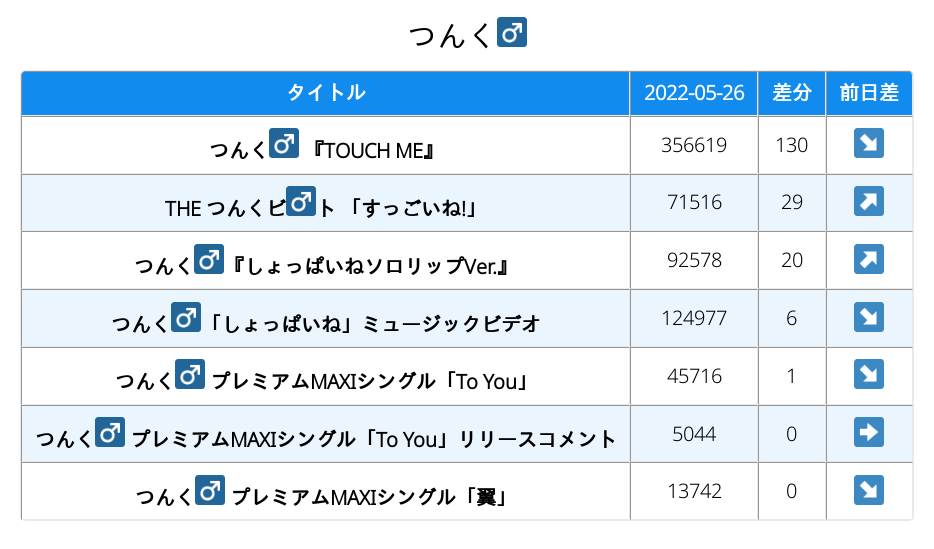 つんく♂
タイトル 2022-05-26 差分 前日差
つんく♂ 『TOUCH ME』 356619 130 ↘
THE つんくビ♂ト 「すっごいね!」 71516 29 ↗
つんく♂『しょっぱいねソロリップVer.』 92578 20 ↗
つんく♂「しょっぱいね」ミュージックビデオ 124977 6 ↘
つんく♂ プレミアムMAXIシングル「To You」 45716 1 ↘
つんく♂ プレミアムMAXIシングル「To You」リリースコメント 5044 0 ➡
つんく♂ プレミアムMAXIシングル「翼」 13742 0 ↘